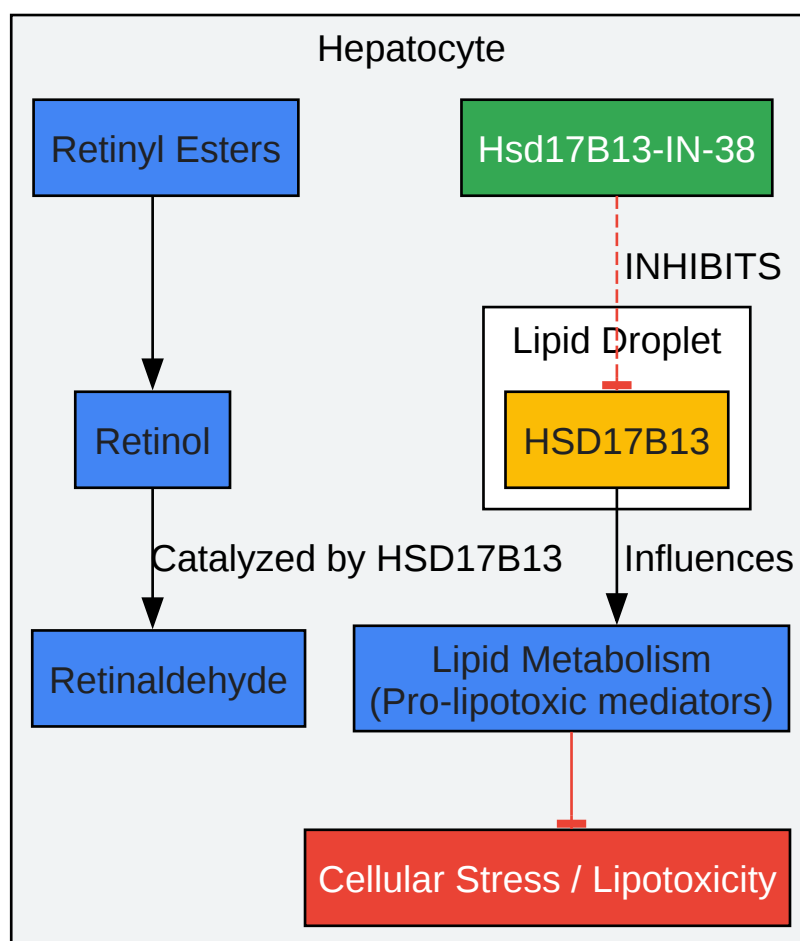 Hepatocyte
Retinyl Esters
Hsd17B13-IN-38
INHIBITS
Lipid Droplet
Retinol
HSD17B13
Catalyzed by HSD17B13
Influences
Retinaldehyde
Lipid Metabolism
(Pro-lipotoxic mediators)
Cellular Stress / Lipotoxicity